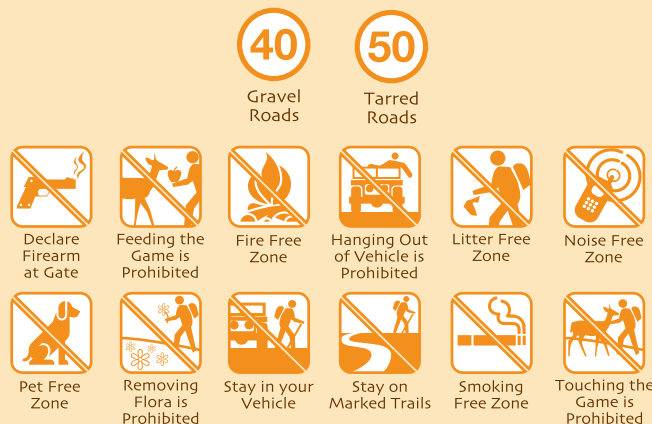 40 50
Gravel
Roads
Tarred
Roads
Declare
Firearm
at Gate
Feeding the
Game is
Prohibited
Fire Free
Zone
Hanging Out
of Vehicle is
Prohibited
Litter Free
Zone
Noise Free
Zone
Pet Free
Zone
Removing
Flora is
Prohibited
Stay in your
Vehicle
Stay on
Marked Trails
Smoking
Free Zone
Touching the
Game is
Prohibited